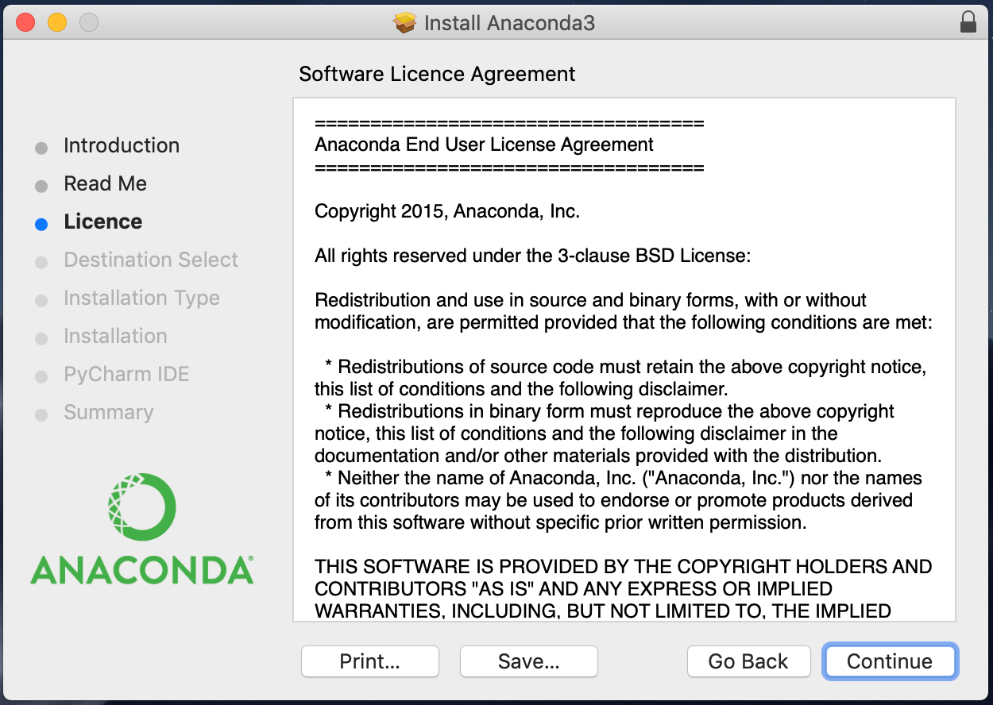 Install Anaconda3
Software Licence Agreement
Introduction
Read Me
Licence
Destination Select
Installation Type
Installation
PyCharm IDE
Summary
ANACONDA®
==================================
Anaconda End User License Agreement
==================================
Copyright 2015, Anaconda, Inc.
All rights reserved under the 3-clause BSD License:
Redistribution and use in source and binary forms, with or without
modification, are permitted provided that the following conditions are met:
* Redistributions of source code must retain the above copyright notice,
this list of conditions and the following disclaimer.
* Redistributions in binary form must reproduce the above copyright
notice, this list of conditions and the following disclaimer in the
documentation and/or other materials provided with the distribution.
* Neither the name of Anaconda, Inc. ("Anaconda, Inc.") nor the names
of its contributors may be used to endorse or promote products derived
from this software without specific prior written permission.
THIS SOFTWARE IS PROVIDED BY THE COPYRIGHT HOLDERS AND
CONTRIBUTORS "AS IS" AND ANY EXPRESS OR IMPLIED
WARRANTIES, INCLUDING, BUT NOT LIMITED TO, THE IMPLIED
Print...
Save...
Go Back
Continue